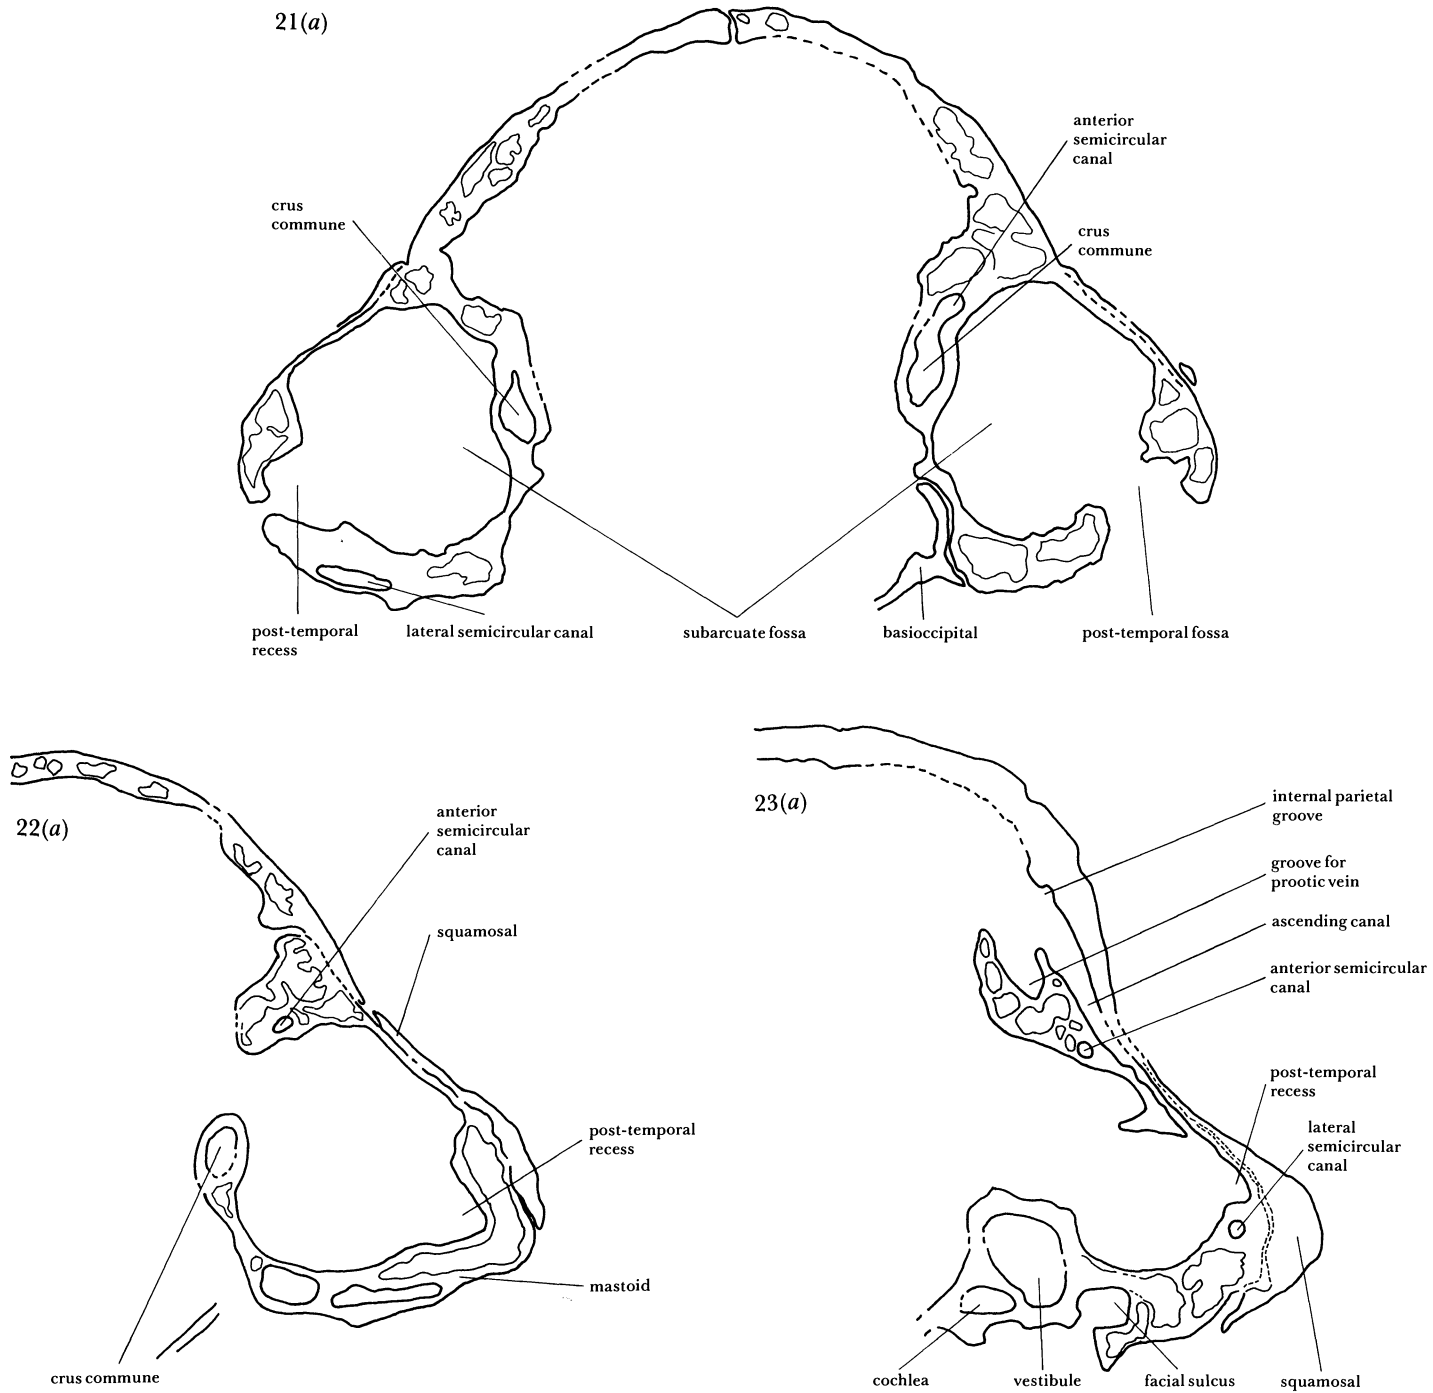 21(a)
anterior
semicircular
canal
crus
commune
crus
commune
post-temporal
recess
lateral semicircular canal
subarcuate fossa
basioccipital
post-temporal fossa
22(a)
anterior
semicircular
canal
squamosal
post-temporal
recess
mastoid
crus commune
23(a)
internal parietal
groove
groove for
prootic vein
ascending canal
anterior semicircular
canal
post-temporal
recess
lateral
semicircular
canal
cochlea
vestibule
facial sulcus
squamosal